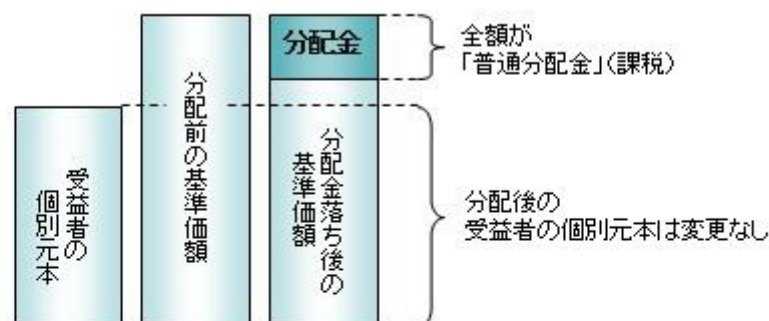 受益者の
個別元本
分配前の基準価額
分配金
分配金落ち後の
基準価額
全額が
「普通分配金」(課税)
分配後の
受益者の個別元本は変更なし